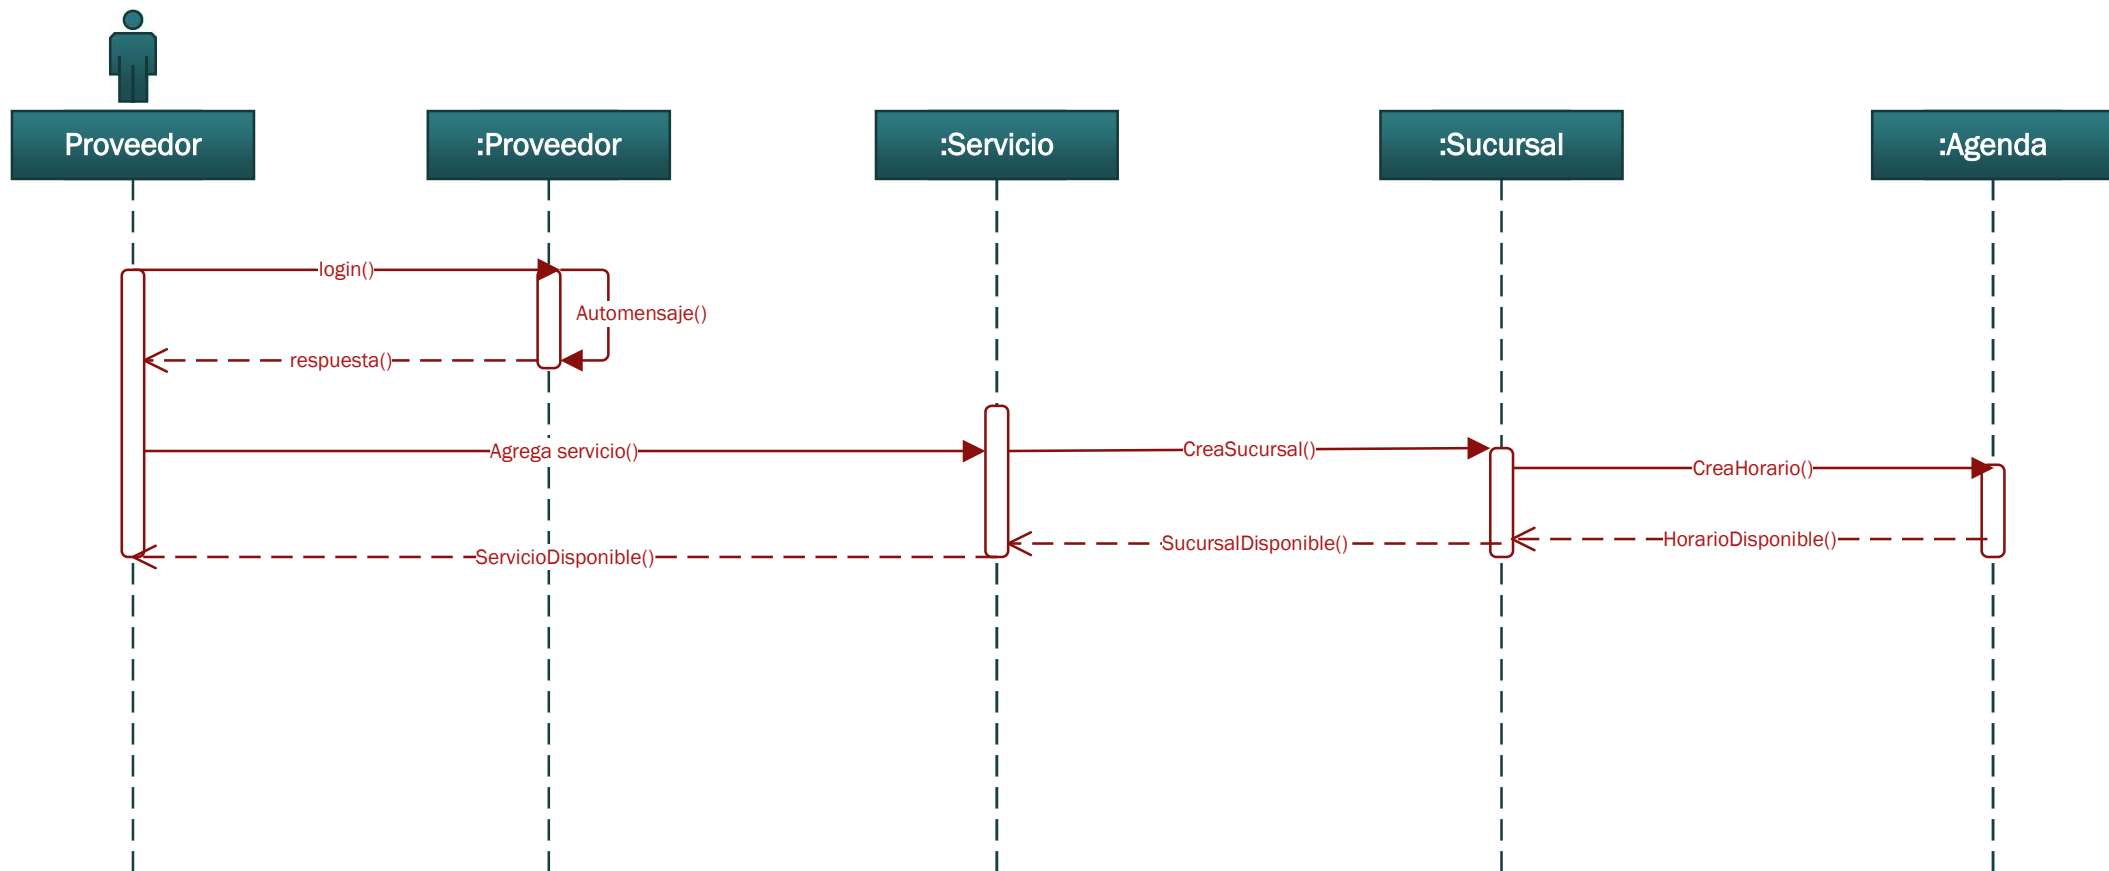 Proveedor
:Proveedor
:Servicio
:Sucursal
:Agenda
login()
Automensaje()
respuesta()
Agrega servicio()
CreaSucursal()
CreaHorario()
HorarioDisponible()
SucursalDisponible()
ServicioDisponible()